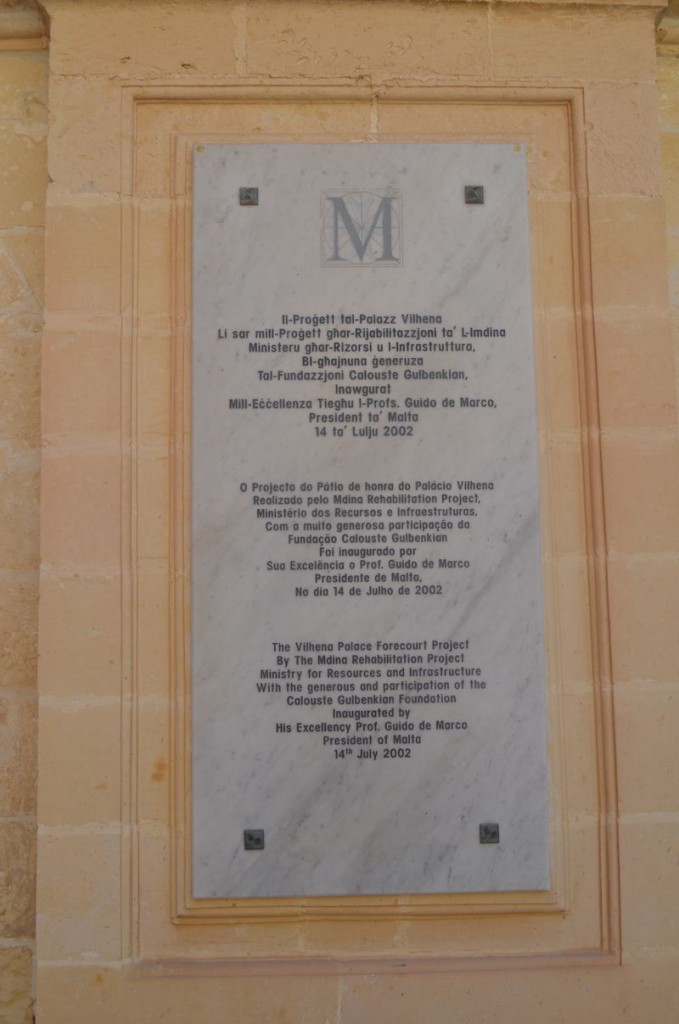 M
Il-Proġett tal-Palazz Vilhena
Li sar mill-Proġett għar-Rijabilitazzjoni ta' L-Imdina
Ministeru għar-Rizorsi u l-Infrastruttura,
Bl-għajnuna ġeneruza
Tal-Fundazzjoni Calouste Gulbenkian,
Inawgurat
Mill-Eċċellenza Tiegħu l-Profs. Guido de Marco,
President ta' Malta
14 ta' Lulju 2002
O Projecto do Pátio de honra do Palácio Vilhena
Realizado pelo Mdina Rehabilitation Project,
Ministério dos Recursos e Infraestruturas,
Com a muito generosa participação da
Fundação Calouste Gulbenkian
Foi inaugurado por
Sua Excelência o Prof. Guido de Marco
Presidente de Malta,
No dia 14 de Julho de 2002
The Vilhena Palace Forecourt Project
By The Mdina Rehabilitation Project
Ministry for Resources and Infrastructure
With the generous and participation of the
Calouste Gulbenkian Foundation
Inaugurated by
His Excellency Prof. Guido de Marco
President of Malta
14th July 2002